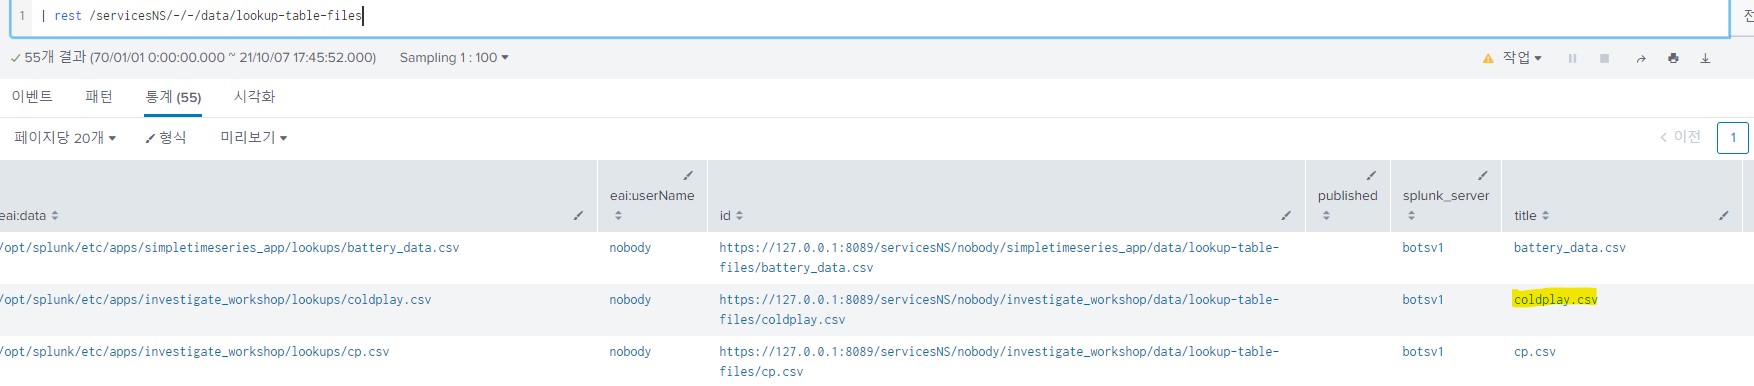 1 | rest /servicesNS/-/-/data/lookup-table-files
55개 결과 (70/01/01 0:00:00.000 ~ 21/10/07 17:45:52.000) Sampling 1 : 100 작업
이벤트 패턴 통계 (55) 시각화
페이지당 20개 형식 미리보기 < 이전 1
eai:data eai:userName id published splunk_server title
/opt/splunk/etc/apps/simpletimeseries_app/lookups/battery_data.csv nobody https://127.0.0.1:8089/servicesNS/nobody/simpletimeseries_app/data/lookup-table- botsv1 battery_data.csv
files/battery_data.csv
/opt/splunk/etc/apps/investigate_workshop/lookups/coldplay.csv nobody https://127.0.0.1:8089/servicesNS/nobody/investigate_workshop/data/lookup-table- botsv1 coldplay.csv
files/coldplay.csv
/opt/splunk/etc/apps/investigate_workshop/lookups/cp.csv nobody https://127.0.0.1:8089/servicesNS/nobody/investigate_workshop/data/lookup-table- botsv1 cp.csv
files/cp.csv